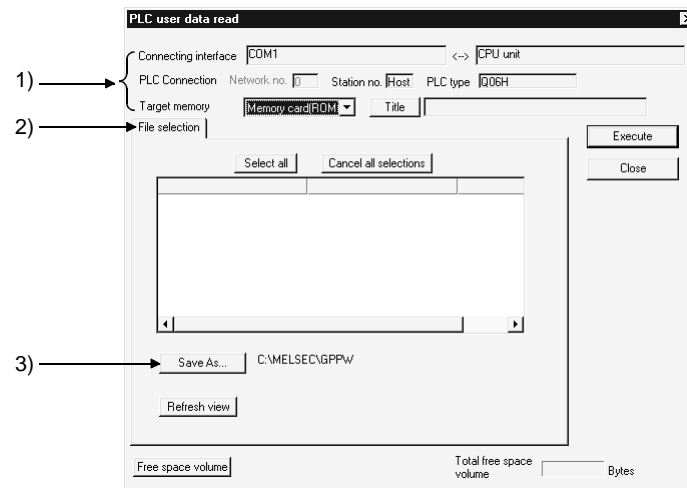 PLC user data read
Connecting interface COM1 <--> CPU unit
1) PLC Connection Network no. 0 Station no. Host PLC type Q06H
Target memory Memory card(ROM Title
2) File selection
Execute
Select all Cancel all selections
Close
3) Save As... C:\MELSEC\GPPW
Refresh view
Free space volume Total free space volume Bytes